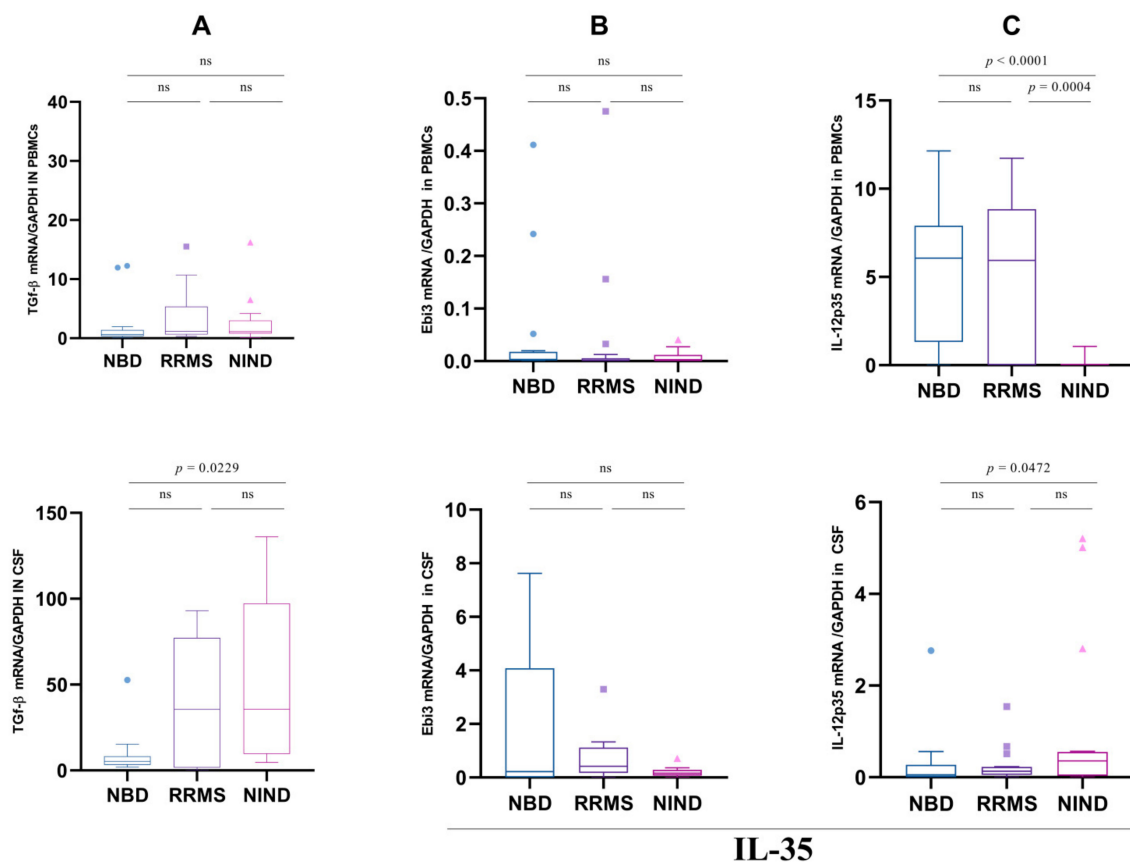 A
B
C
ns
ns ns
TGf-β mRNA/GAPDH IN PBMCs
40
30
20
10
0
NBD RRMS NIND
ns
ns ns
Ebi3 mRNA /GAPDH in PBMCs
0.5
0.4
0.3
0.2
0.1
0.0
NBD RRMS NIND
p < 0.0001
ns p = 0.0004
IL-12p35 mRNA /GAPDH in PBMCs
15
10
5
0
NBD RRMS NIND
p = 0.0229
ns ns
TGf-β mRNA/GAPDH IN CSF
150
100
50
0
NBD RRMS NIND
ns
ns ns
Ebi3 mRNA/GAPDH in CSF
10
8
6
4
2
0
NBD RRMS NIND
p = 0.0472
ns ns
IL-12p35 mRNA /GAPDH in CSF
6
4
2
0
NBD RRMS NIND
IL-35